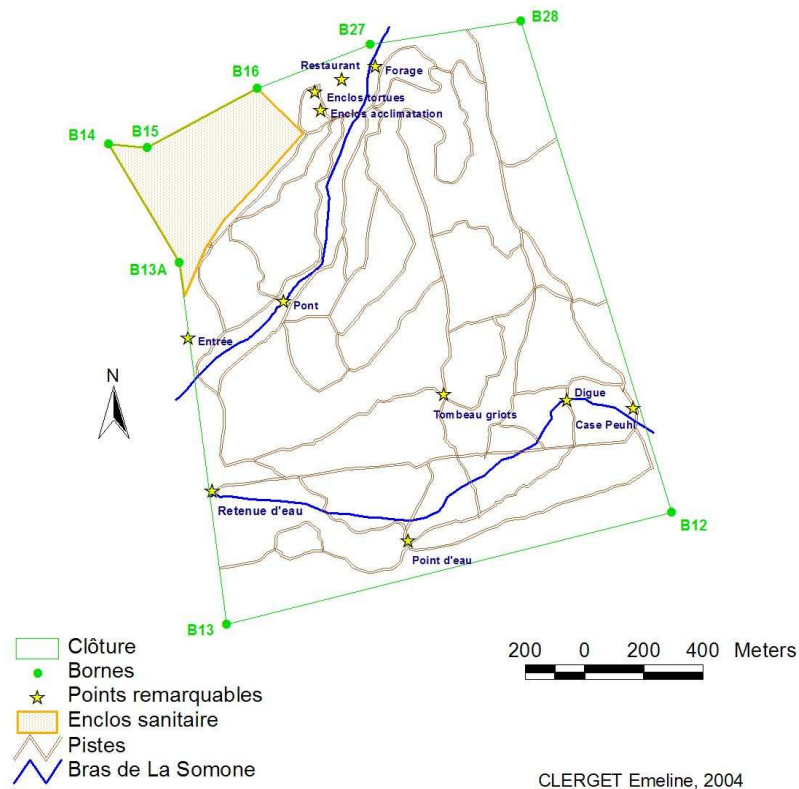 B28
B27
Restaurant
Forage
B16
Enclos tortues
Enclos acclimatation
B14
B15
B13A
Pont
Entrée
N
Digue
Tombeau griots
Case Peuhl
Retenue d'eau
B12
Point d'eau
B13
Clôture
Bornes
Points remarquables
Enclos sanitaire
Pistes
Bras de La Somone
200 0 200 400 Meters
CLERGET Emeline, 2004